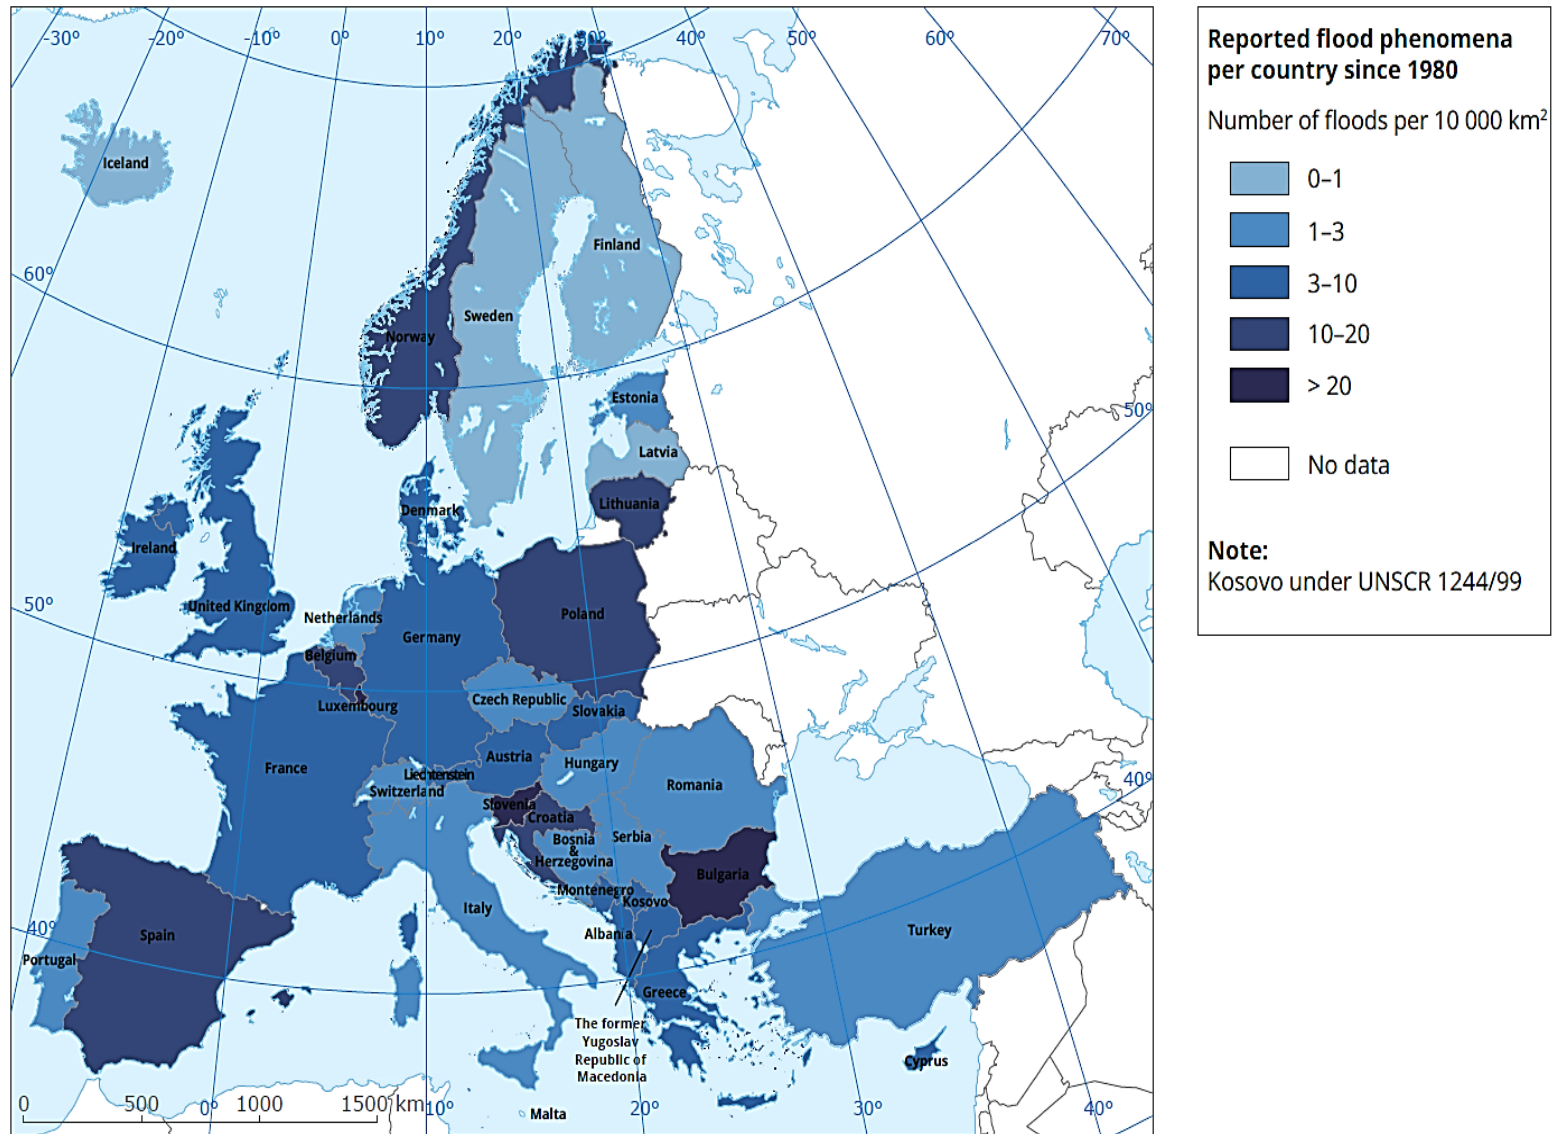 -30°
-20°
-10°
0°
10°
20°
30°
40°
50°
60°
70°
60°
50°
40°
50°
40°
Iceland
Finland
Sweden
Norway
Estonia
Latvia
Lithuania
Denmark
Ireland
United Kingdom
Netherlands
Poland
Germany
Belgium
Luxembourg
Czech Republic
Slovakia
Austria
Hungary
France
Liechtenstein
Switzerland
Romania
Slovenia
Croatia
Bosnia
&
Herzegovina
Serbia
Bulgaria
Montenegro
Kosovo
Italy
Albania
Spain
Portugal
Turkey
Greece
The former
Yugoslav
Republic of
Macedonia
Cyprus
Malta
0 500 1000 1500 km
0°
10°
20°
30°
40°
Reported flood phenomena
per country since 1980
Number of floods per 10 000 km²
0–1
1–3
3–10
10–20
> 20
No data
Note:
Kosovo under UNSCR 1244/99